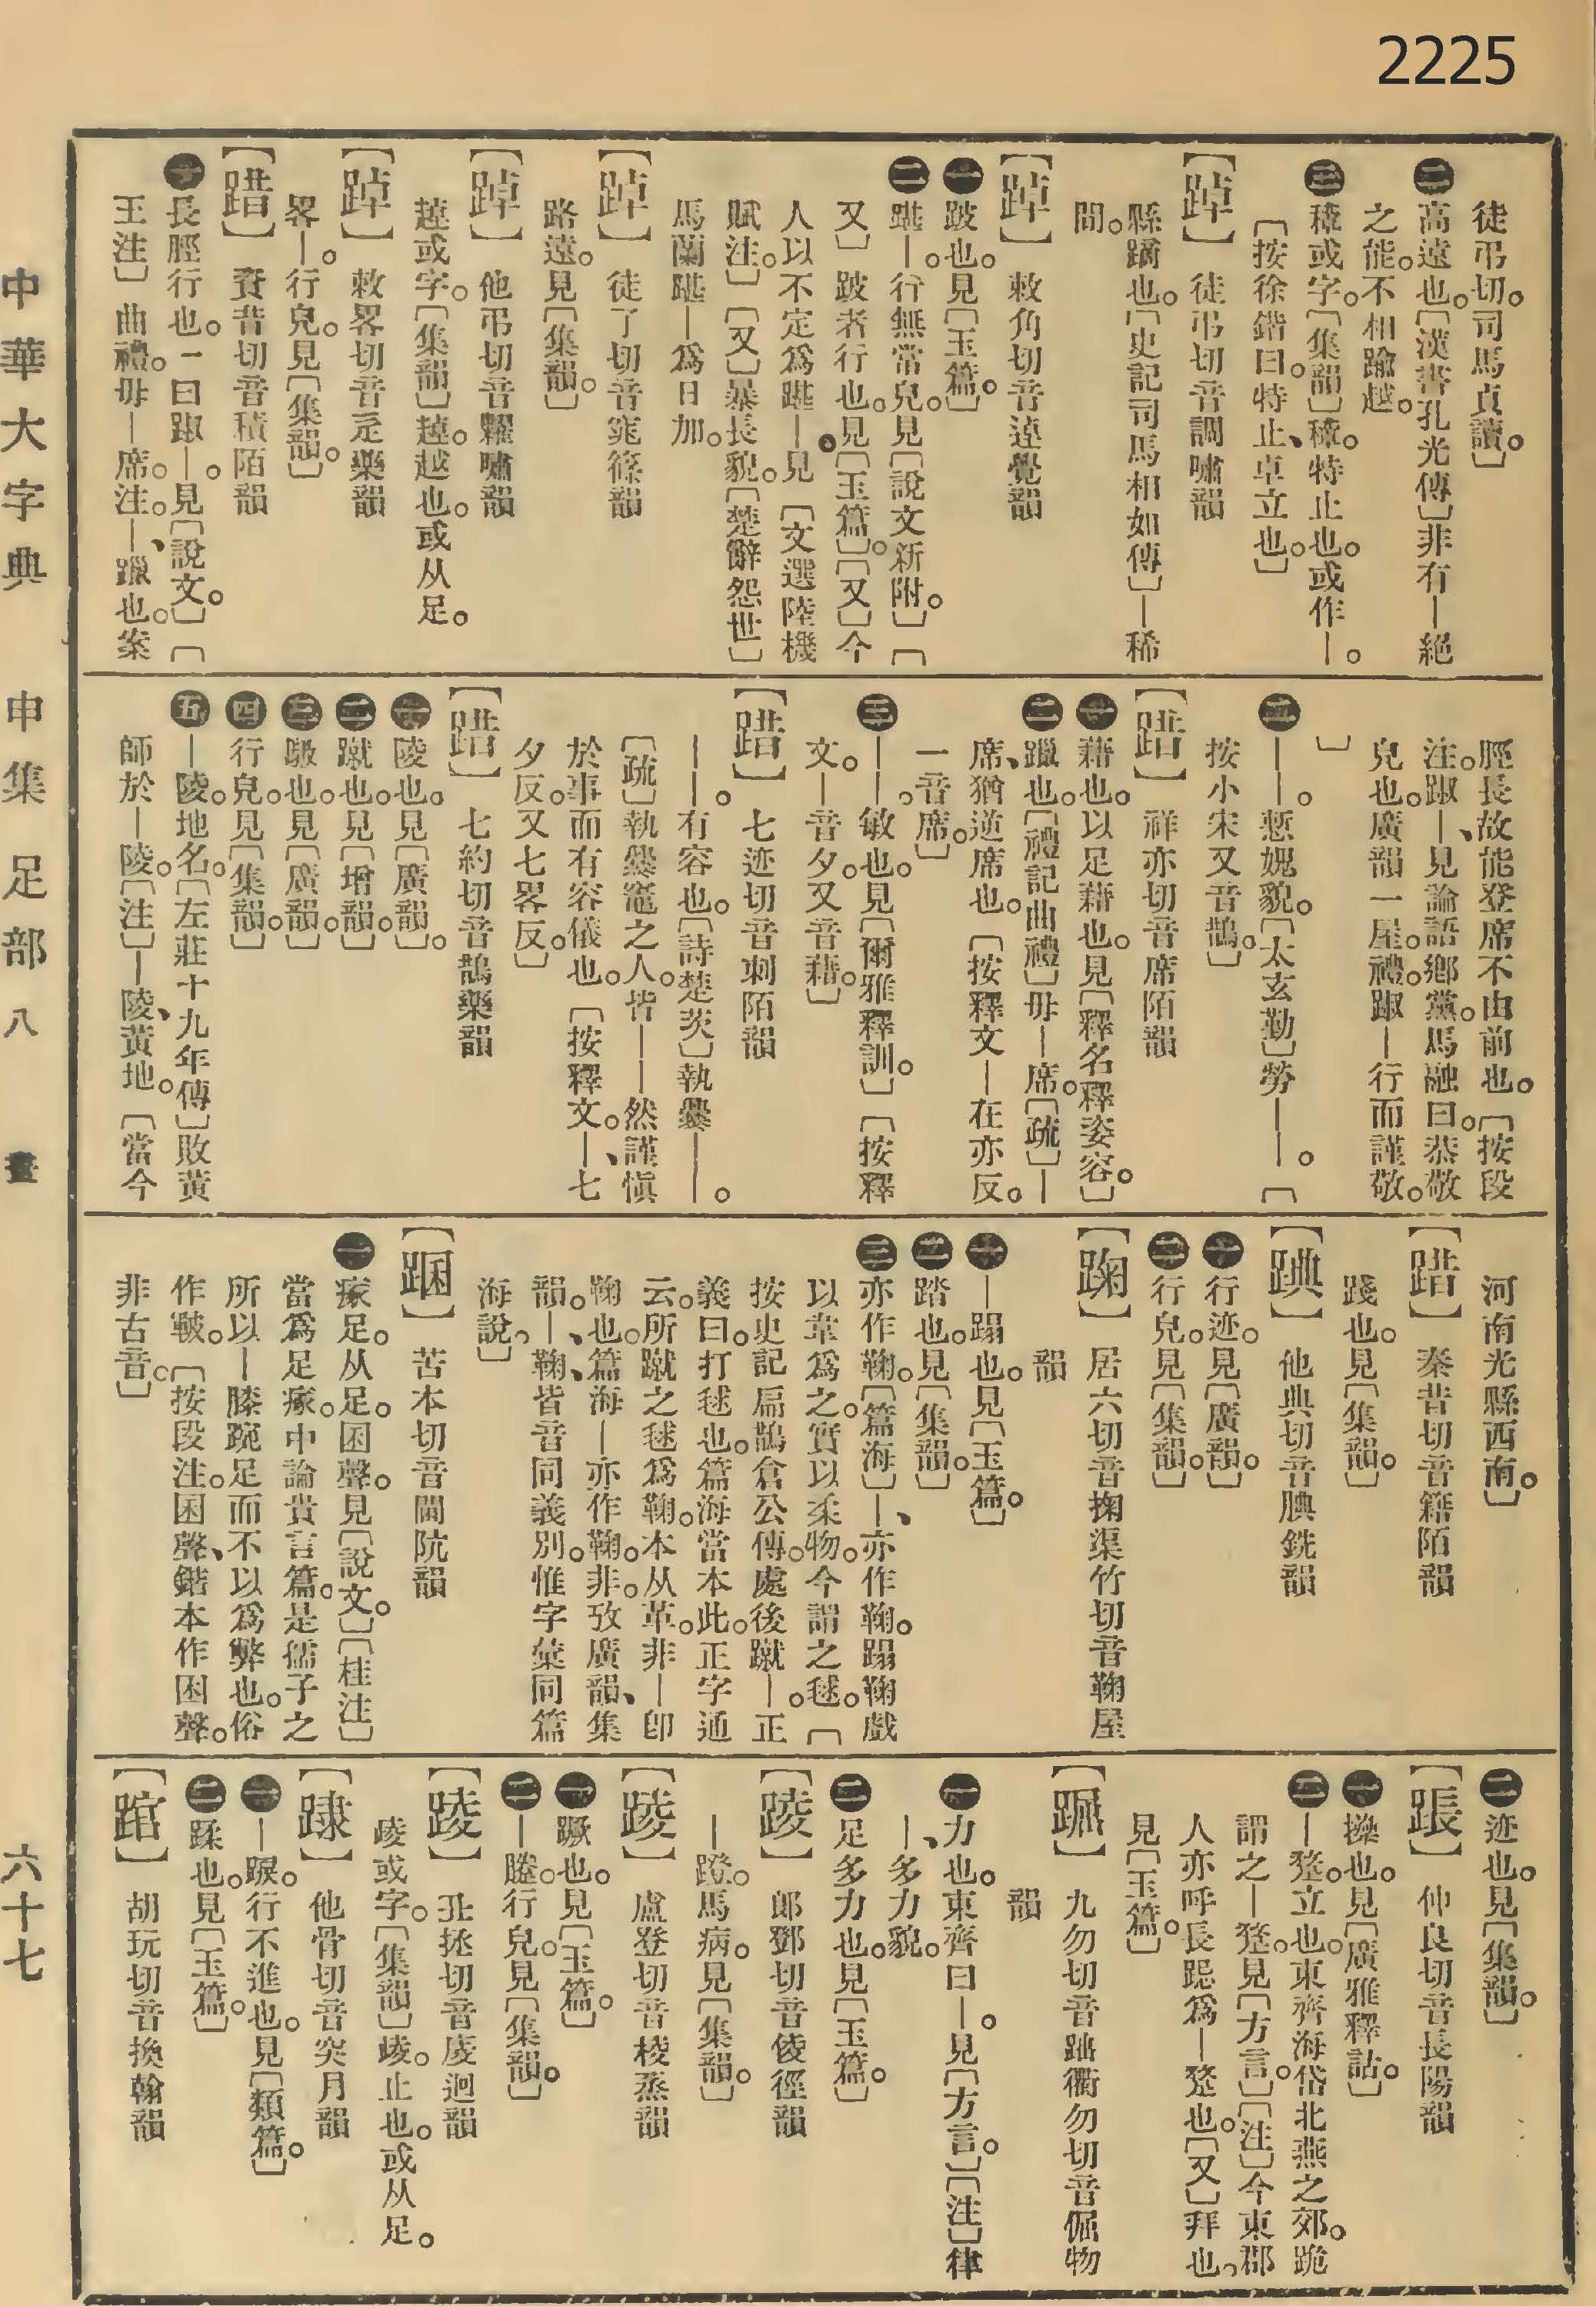 2225
徒弔切。司馬貞讀。〕
㊁高遠也。〔漢書孔光傳〕非有—絕
之能。不相踰越。
㊂䅵或字。〔集韻〕䅵。特止也。或作—。
〔按徐鍇曰。特止、卓立也。〕
【踔】徒弔切音調嘯韻
縣蹢也。〔史記司馬相如傳〕—稀
間。
【踔】敕角切音逴覺韻
㊀跛也。見〔玉篇。〕
㊁踸—。行無常皃。見〔說文新附。〕〔
又〕跛者行也。見〔玉篇〕。〔又〕今
人以不定爲踸—。見〔文選陸機
賦注。〕〔又〕暴長貌。〔楚辭怨世〕
馬蘭踸—爲日加。
【踔】徒了切音窕篠韻
路遠。見〔集韻。〕
【踔】他弔切音糶嘯韻
趠或字。〔集韻〕趠。越也。或从足。
【踔】敕畧切音辵藥韻
畧—。行皃。見〔集韻。〕
【踖】資昔切音積陌韻
㊀長脛行也。一曰踧—。見〔說文。〕〔
王注〕曲禮。毋—席。注。—、躐也。案
脛長故能登席不由前也。〔按段
注。踧—、見論語鄉黨。馬融曰。恭敬
皃也。廣韻一屋。禮。踧—行而謹敬。
〕
㊁——。慙媿貌。〔太玄勤〕勞——。〔
按小宋又音鵲。〕
【踖】祥亦切音席陌韻
㊀藉也。以足藉也。見〔釋名釋姿容。〕
㊁躐也。〔禮記曲禮〕毋—席。〔疏〕—
席、猶逆席也。〔按釋文—在亦反。
一音席。〕
㊂——。敏也。見〔爾雅釋訓。〕〔按釋
文。—音夕。又音藉。〕
【踖】七迹切音刺陌韻
——。有容也。〔詩楚茨〕執爨——。
〔疏〕執爨竈之人。皆——然謹愼
於事而有容儀也。〔按釋文。—、七
夕反。又七畧反。〕
【踖】七約切音鵲藥韻
㊀陵也。見〔廣韻。〕
㊁蹴也。見〔增韻。〕
㊂踧也。見〔廣韻。〕
㊃行皃。見〔集韻。〕
㊄—陵。地名。〔左莊十九年傳〕敗黃
師於—陵。〔注〕—陵、黃地。〔當今
河南光縣西南。〕
【踖】秦昔切音籍陌韻
踐也。見〔集韻。〕
【𨂃】他典切音腆銑韻
㊀行迹。見〔廣韻。〕
㊁行皃。見〔集韻。〕
【踘】居六切音掬渠竹切音鞠屋
韻
㊀—蹋也。見〔玉篇。〕
㊁踏也。見〔集韻。〕
㊂亦作鞠。〔篇海〕—、亦作鞠。蹋鞠戲
以韋爲之。實以柔物。今謂之毬。〔
按史記扁鵲倉公傳。處後蹴—。正
義曰。打毬也。篇海當本此。正字通
云。所蹴之毬爲鞠。本从革。非—卽
鞠也。篇海—亦作鞠。非。攷廣韻、集
韻。—、鞠、皆音同義別。惟字彙同篇
海說。〕
【踞】苦本切音閫阮韻
㊀瘃足。从足。困聲。見〔說文。〕〔桂注〕
當爲足瘃。中論貴言篇。是孺子之
所以—膝踠足而不以爲弊也。俗
作皸。〔按段注。困聲、鍇本作囷聲。
非古音。〕
㊁迹也。見〔集韻。〕
【䠆】仲良切音長陽韻
㊀㨱也。見〔廣雅釋詁。〕
㊁—跫。立也。東齊海岱北燕之郊。跪
謂之—跫。見〔方言。〕〔注〕今東郡
人亦呼長跽爲—跫也。〔又〕拜也。
見〔玉篇。〕
【踂】九勿切音䠇衢勿切音倔物
韻
㊀力也。東齊曰—。見〔方言。〕〔注〕律
—、多力貌。
㊁足多力也。見〔玉篇。〕
【踜】郎鄧切音倰徑韻
—蹬。馬病。見〔集韻。〕
【踜】盧登切音棱蒸韻
㊀蹶也。見〔玉篇。〕
㊁—䠮。行皃。見〔集韻。〕
【踜】丑拯切音庱迥韻
崚或字。〔集韻〕崚。止也。或从足。
【踛】他骨切音突月韻
㊀—踿。行不進也。見〔類篇。〕
㊁蹂也。見〔玉篇。〕
【䠉】胡玩切音換翰韻
中華大字典 申集 足部 八畫 六十七